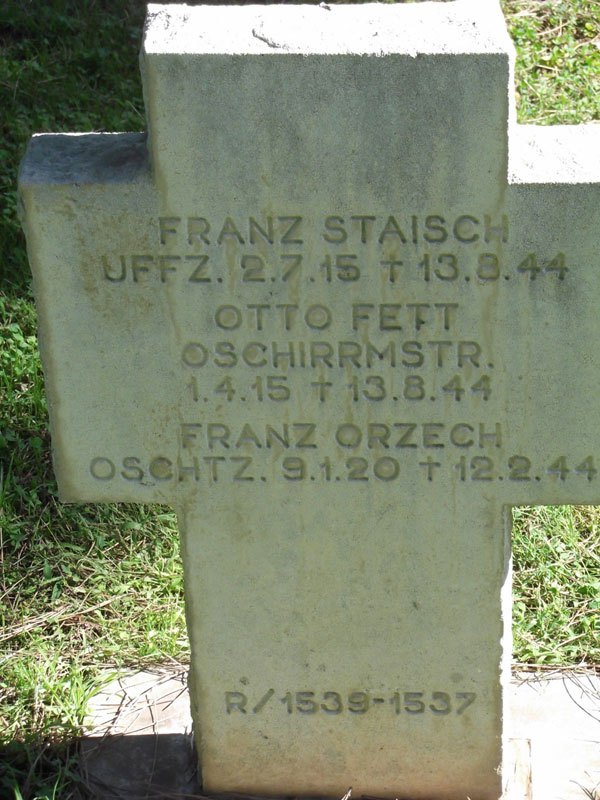 FRANZ STAISCH
UFFZ. 2.7.15 † 13.8.44
OTTO FETT
OSCHIRRMSTR.
1.4.15 † 13.8.44
FRANZ ORZECH
OSCHTZ. 9.1.20 † 12.2.44
R/1539-1537